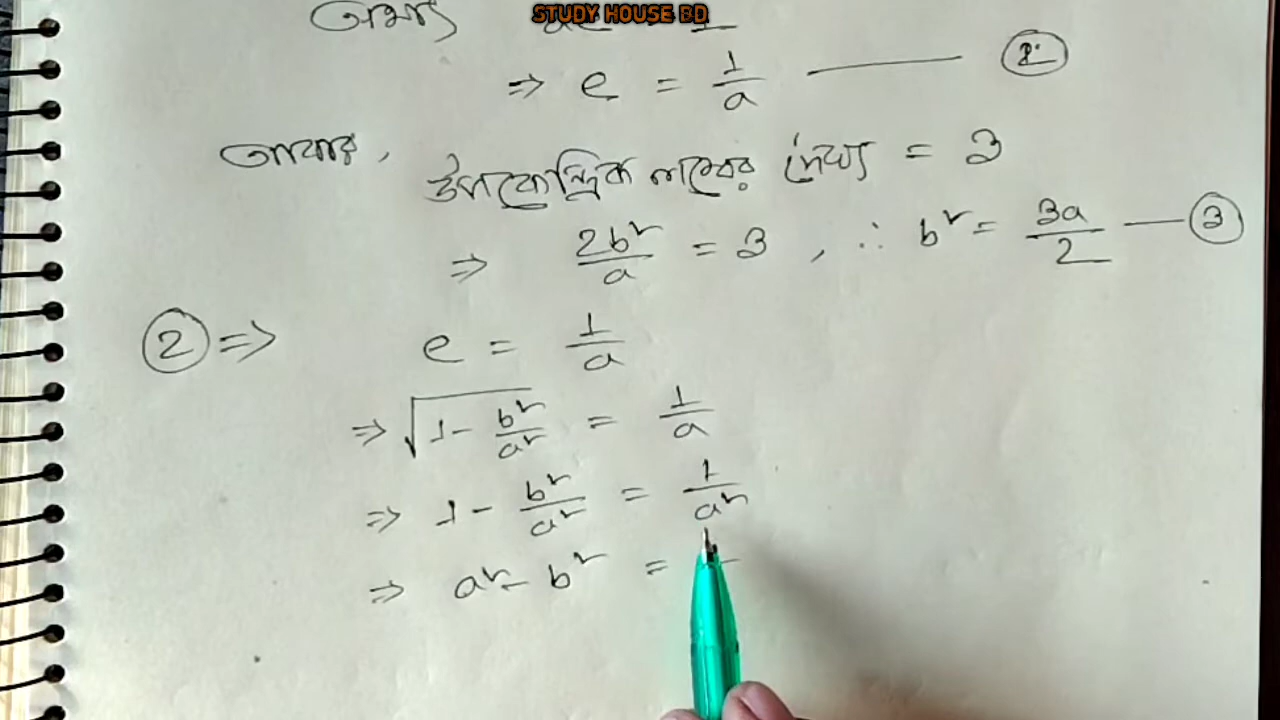 STUDY HOUSE BD
⇒ e = 1/a —— (2)
আবার, উপকেন্দ্রিক লম্বের দৈর্ঘ্য = 3
⇒ 2b²/a = 3, ∴ b² = 3a/2 — (3)
(2) ⇒ e = 1/a
⇒ √(1 - b²/a²) = 1/a
⇒ 1 - b²/a² = 1/a²
⇒ a² - b² =